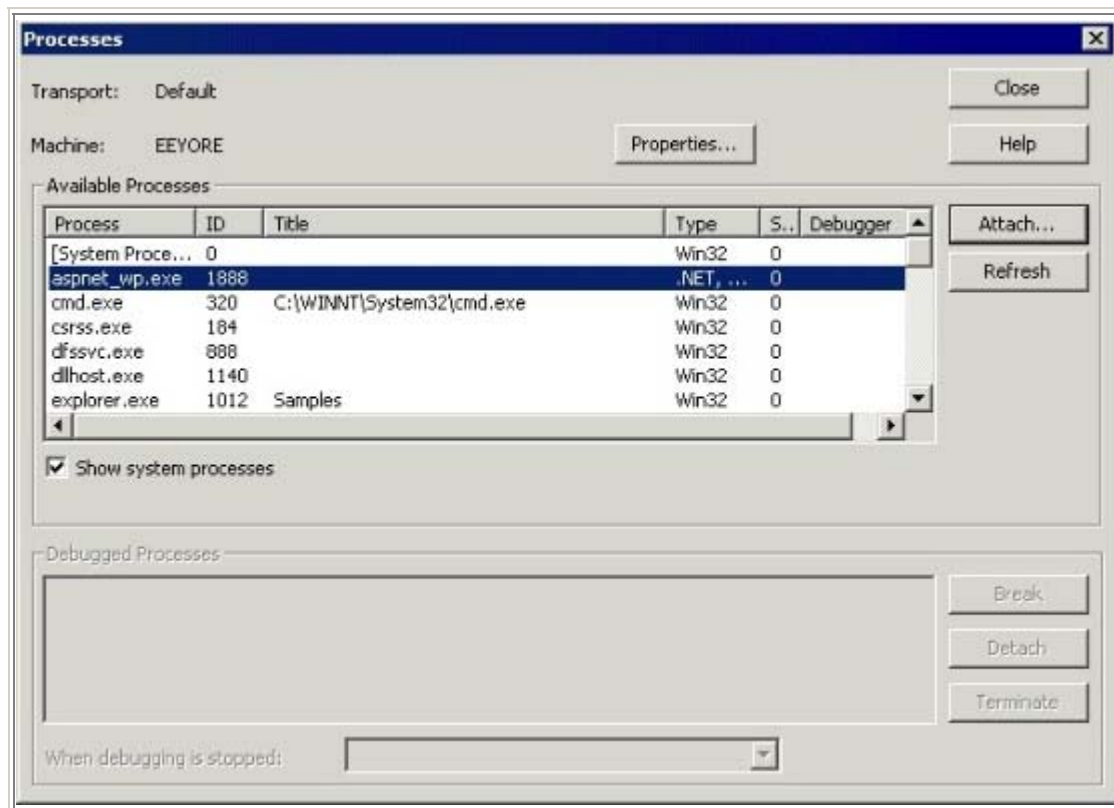 Processes
Transport: Default
Close
Machine: EEYORE
Properties...
Help
Available Processes
Process ID Title Type S.. Debugger
[System Proce... 0 Win32 0
aspnet_wp.exe 1888 .NET, ... 0
cmd.exe 320 C:\WINNT\System32\cmd.exe Win32 0
csrss.exe 184 Win32 0
dfssvc.exe 888 Win32 0
dllhost.exe 1140 Win32 0
explorer.exe 1012 Samples Win32 0
Attach...
Refresh
Show system processes
Debugged Processes
Break
Detach
Terminate
When debugging is stopped: